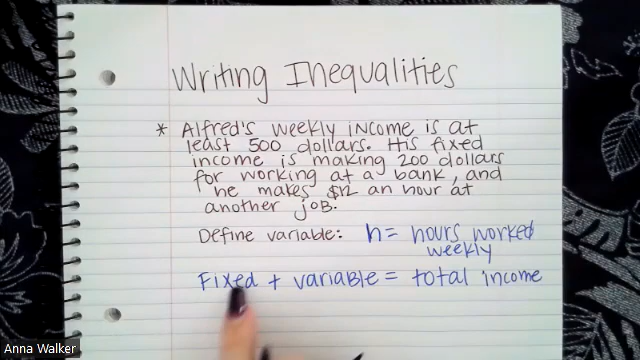 Writing Inequalities
* Alfred's weekly income is at
least 500 dollars. His fixed
income is making 200 dollars
for working at a bank, and
he makes $12 an hour at
another job.
Define variable: h = hours worked
weekly
Fixed + variable = total income
Anna Walker